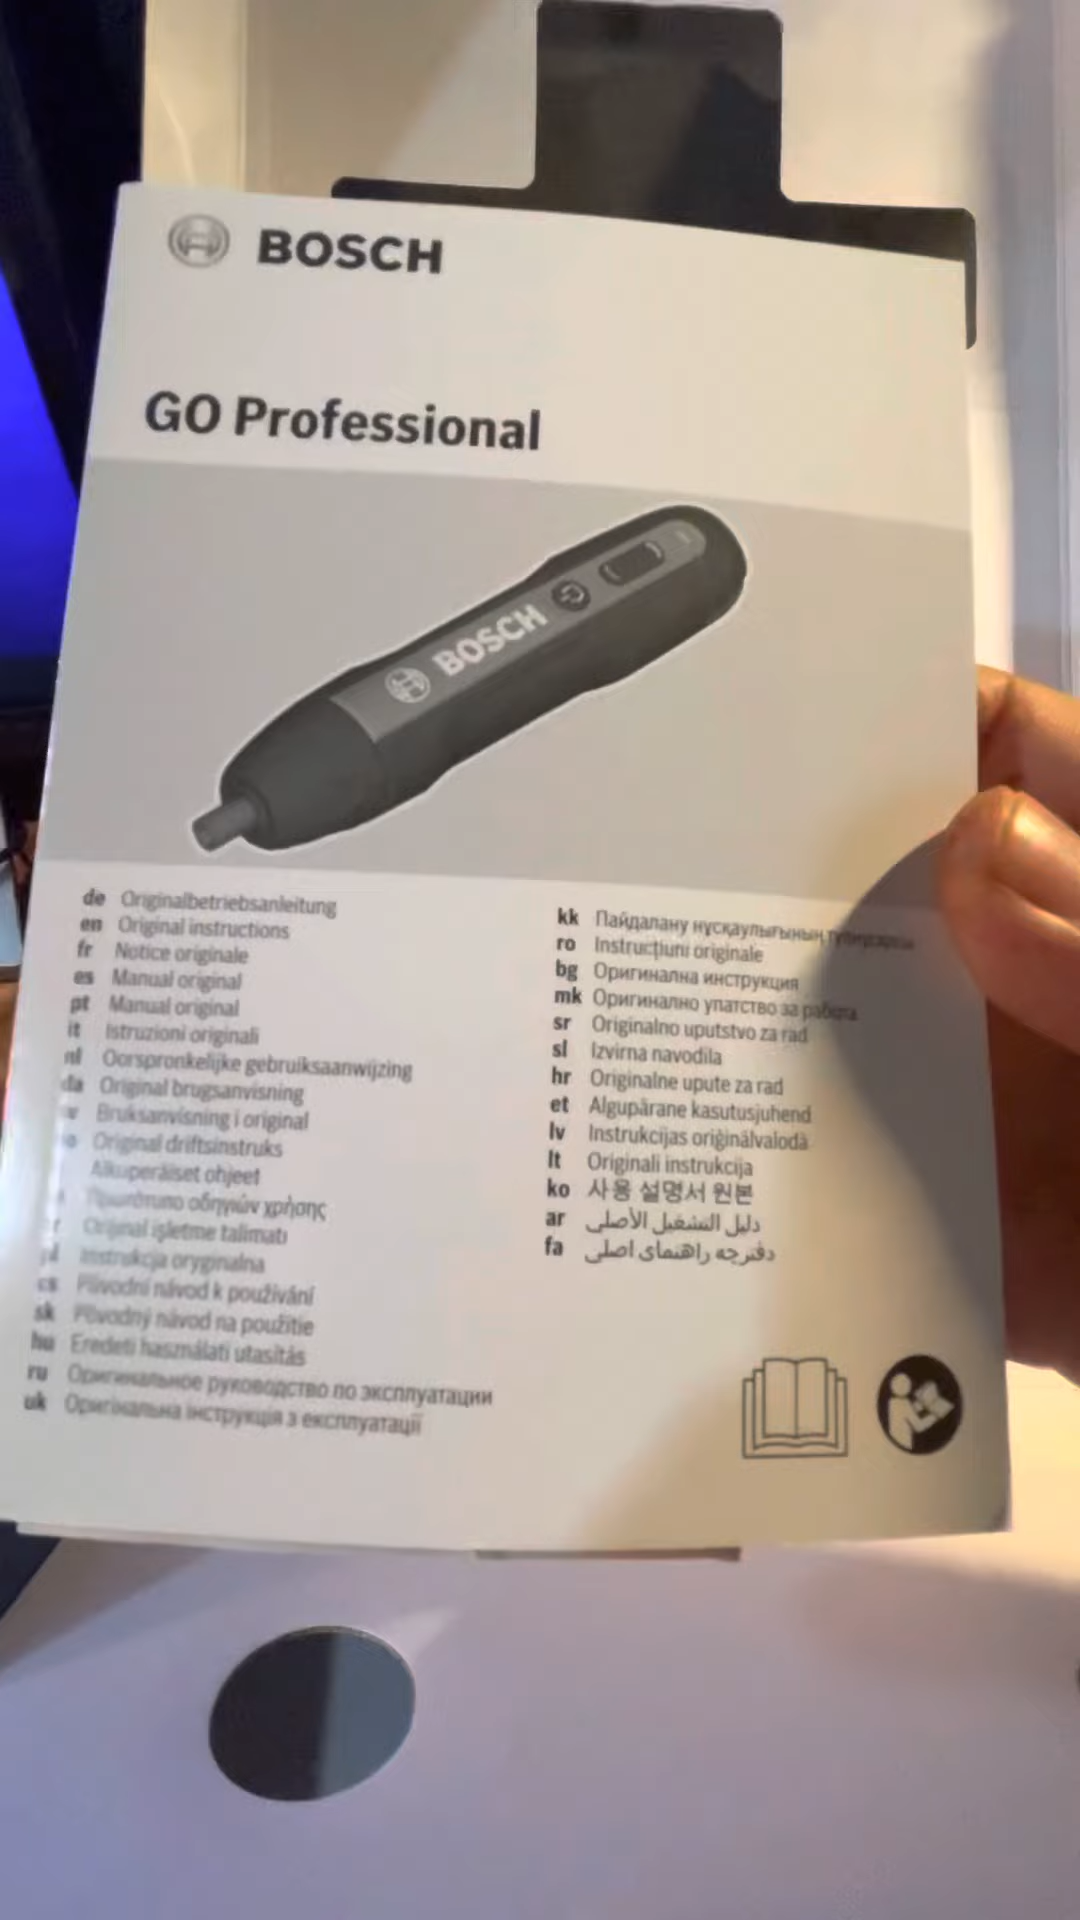 BOSCH
GO Professional
BOSCH
de Originalbetriebsanleitung
en Original instructions
fr Notice originale
es Manual original
pt Manual original
it Istruzioni originali
nl Oorspronkelijke gebruiksaanwijzing
da Original brugsanvisning
Bruksanvisning i original
Original driftsinstruks
Alkuperäiset ohjeet
Πρωτότυπο οδηγιών χρήσης
Orijinal işletme talimatı
pl Instrukcja oryginalna
cs Původní návod k používání
sk Pôvodný návod na použitie
hu Eredeti használati utasítás
ru Оригинальное руководство по эксплуатации
uk Оригінальна інструкція з експлуатації
kk Пайдалану нұсқаулығының
ro Instrucțiuni originale
bg Оригинална инструкция
mk Оригинално упатство за работа
sr Originalno uputstvo za rad
sl Izvirna navodila
hr Originalne upute za rad
et Algupärane kasutusjuhend
lv Instrukcijas oriģinālvalodā
lt Originali instrukcija
ko 사용 설명서 원본
ar دليل التشغيل الأصلي
fa دفترچه راهنمای اصلی